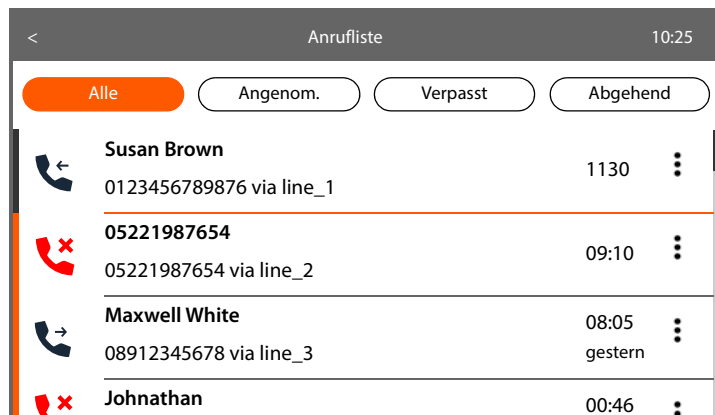 < Anrufliste 10:25
Alle Angenom. Verpasst Abgehend
Susan Brown
1130
0123456789876 via line_1
05221987654
09:10
05221987654 via line_2
Maxwell White
08:05
08912345678 via line_3
gestern
Johnathan
00:46